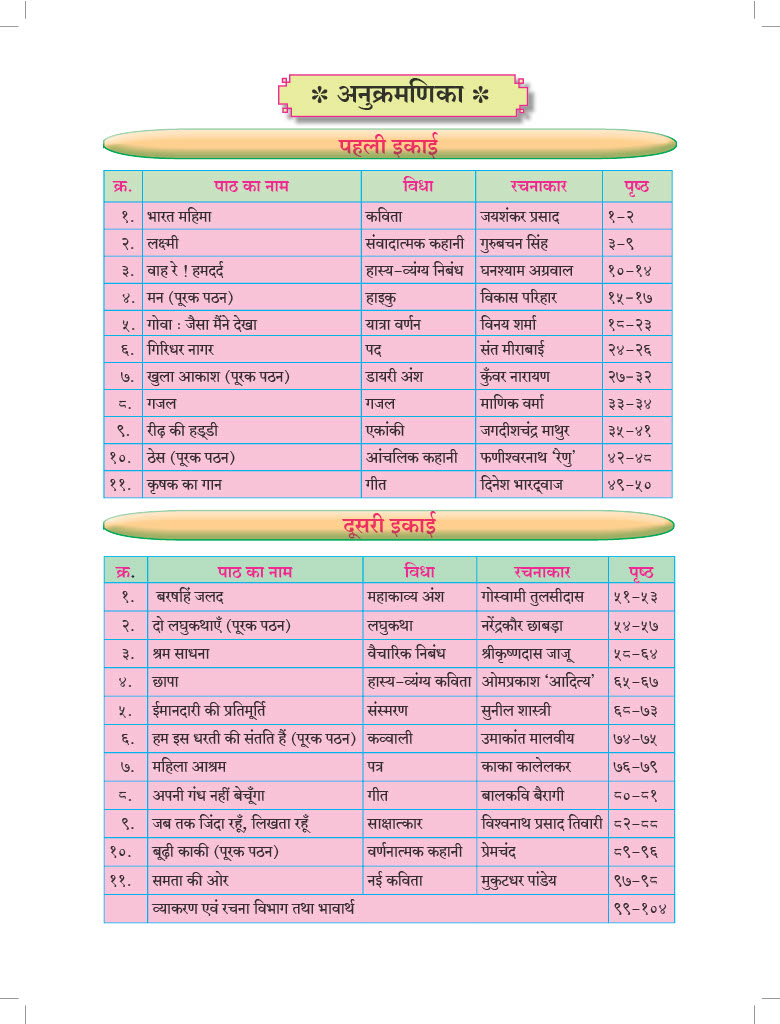 ✽ अनुक्रमणिका ✽
पहली इकाई
क्र. पाठ का नाम विधा रचनाकार पृष्ठ
१. भारत महिमा कविता जयशंकर प्रसाद १-२
२. लक्ष्मी संवादात्मक कहानी गुरुबचन सिंह ३-९
३. वाह रे ! हमदर्द हास्य-व्यंग्य निबंध घनश्याम अग्रवाल १०-१४
४. मन (पूरक पठन) हाइकु विकास परिहार १५-१७
५. गोवा : जैसा मैंने देखा यात्रा वर्णन विनय शर्मा १८-२३
६. गिरिधर नागर पद संत मीराबाई २४-२६
७. खुला आकाश (पूरक पठन) डायरी अंश कुँवर नारायण २७-३२
८. गजल गजल माणिक वर्मा ३३-३४
९. रीढ़ की हड्डी एकांकी जगदीशचंद्र माथुर ३५-४१
१०. ठेस (पूरक पठन) आंचलिक कहानी फणीश्वरनाथ ‘रेणु’ ४२-४८
११. कृषक का गान गीत दिनेश भारद्वाज ४९-५०
दूसरी इकाई
क्र. पाठ का नाम विधा रचनाकार पृष्ठ
१. बरषहिं जलद महाकाव्य अंश गोस्वामी तुलसीदास ५१-५३
२. दो लघुकथाएँ (पूरक पठन) लघुकथा नरेंद्रकौर छाबड़ा ५४-५७
३. श्रम साधना वैचारिक निबंध श्रीकृष्णदास जाजू ५८-६४
४. छापा हास्य-व्यंग्य कविता ओमप्रकाश ‘आदित्य’ ६५-६७
५. ईमानदारी की प्रतिमूर्ति संस्मरण सुनील शास्त्री ६८-७३
६. हम इस धरती की संतति हैं (पूरक पठन) कव्वाली उमाकांत मालवीय ७४-७५
७. महिला आश्रम पत्र काका कालेलकर ७६-७९
८. अपनी गंध नहीं बेचूँगा गीत बालकवि बैरागी ८०-८१
९. जब तक जिंदा रहूँ, लिखता रहूँ साक्षात्कार विश्वनाथ प्रसाद तिवारी ८२-८८
१०. बूढ़ी काकी (पूरक पठन) वर्णनात्मक कहानी प्रेमचंद ८९-९६
११. समता की ओर नई कविता मुकुटधर पांडेय ९७-९८
व्याकरण एवं रचना विभाग तथा भावार्थ ९९-१०४